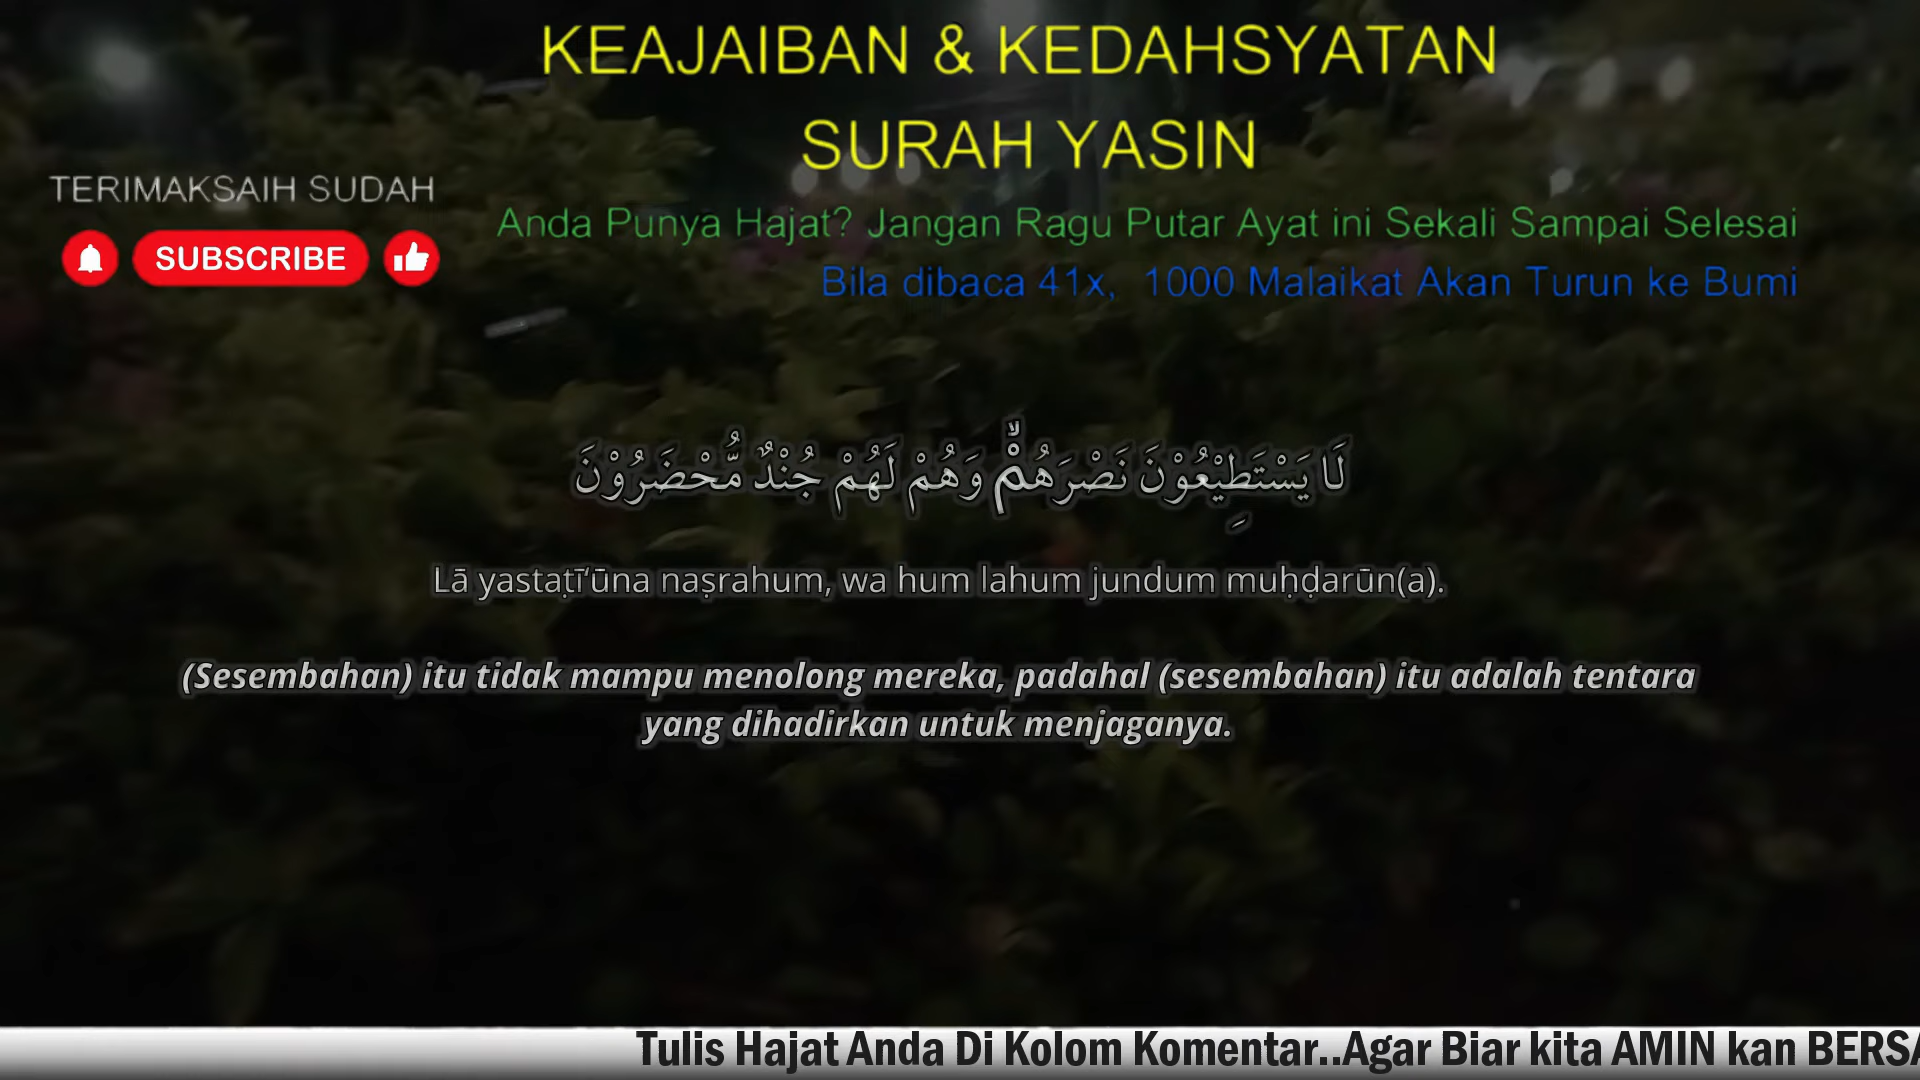 KEAJAIBAN & KEDAHSYATAN
SURAH YASIN
TERIMAKSAIH SUDAH
SUBSCRIBE
Anda Punya Hajat? Jangan Ragu Putar Ayat ini Sekali Sampai Selesai
Bila dibaca 41x, 1000 Malaikat Akan Turun ke Bumi
لَا يَسْتَطِيْعُوْنَ نَصْرَهُمْۙ وَهُمْ لَهُمْ جُنْدٌ مُّحْضَرُوْنَ
Lā yastaṭī‘ūna naṣrahum, wa hum lahum jundum muḥḍarūn(a).
(Sesembahan) itu tidak mampu menolong mereka, padahal (sesembahan) itu adalah tentara
yang dihadirkan untuk menjaganya.
Tulis Hajat Anda Di Kolom Komentar..Agar Biar kita AMIN kan BERSA